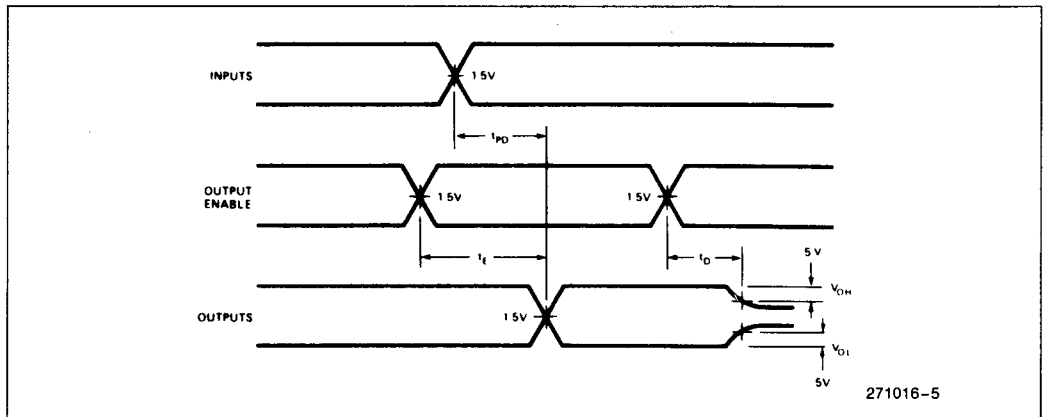 INPUTS
1 5V
tPD
OUTPUT
ENABLE
1 5V
1 5V
tE
tD
5 V
VOH
OUTPUTS
1 5V
VOL
5V
271016-5